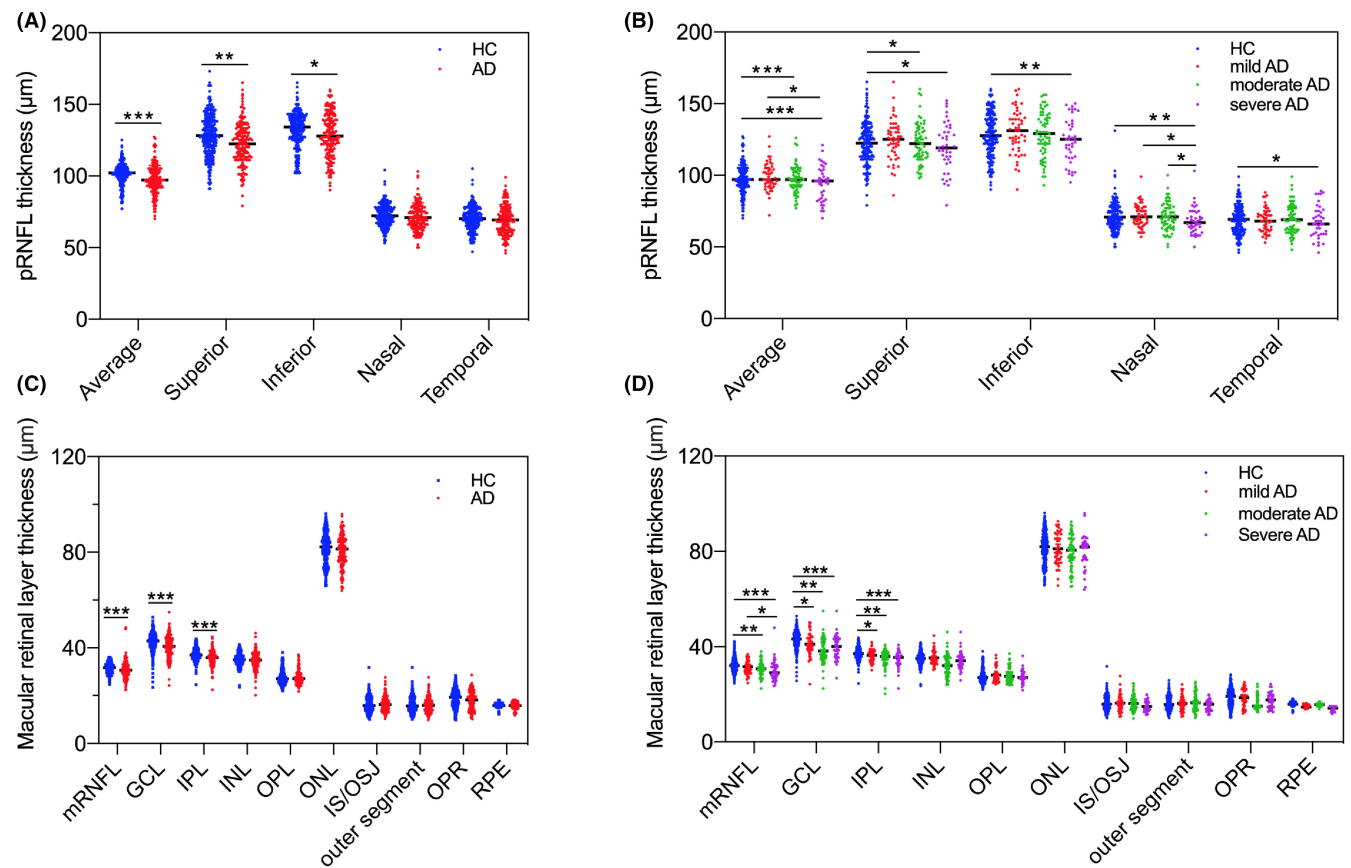 (A)
pRNFL thickness (μm)
200
150
100
50
0
HC
AD
***
**
*
Average
Superior
Inferior
Nasal
Temporal
(B)
pRNFL thickness (μm)
200
150
100
50
0
HC
mild AD
moderate AD
severe AD
***
*
***
*
*
**
**
*
*
*
Average
Superior
Inferior
Nasal
Temporal
(C)
Macular retinal layer thickness (μm)
120
80
40
0
HC
AD
***
***
***
mRNFL
GCL
IPL
INL
OPL
ONL
IS/OSJ
outer segment
OPR
RPE
(D)
Macular retinal layer thickness (μm)
120
80
40
0
HC
mild AD
moderate AD
Severe AD
***
*
**
***
**
*
***
**
*
mRNFL
GCL
IPL
INL
OPL
ONL
IS/OSJ
outer segment
OPR
RPE